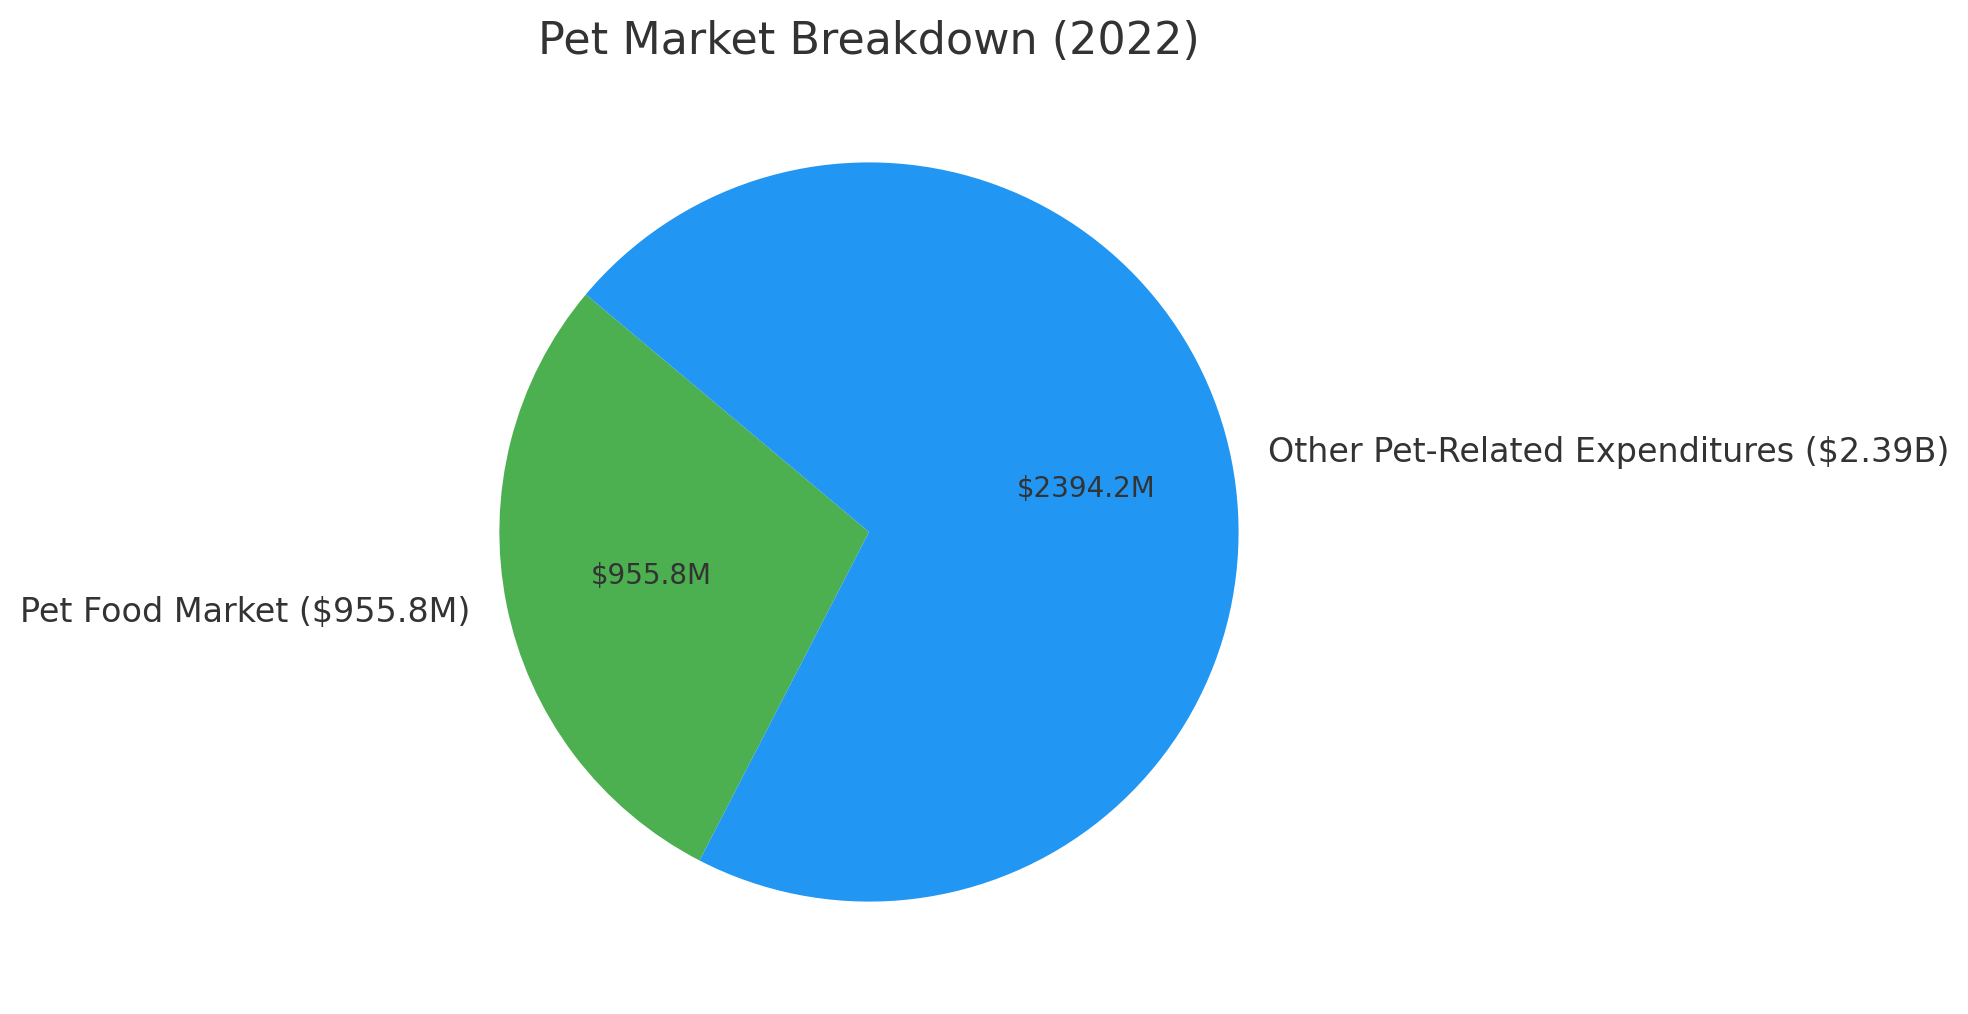 Pet Market Breakdown (2022)
Other Pet-Related Expenditures ($2.39B)
$2394.2M
$955.8M
Pet Food Market ($955.8M)